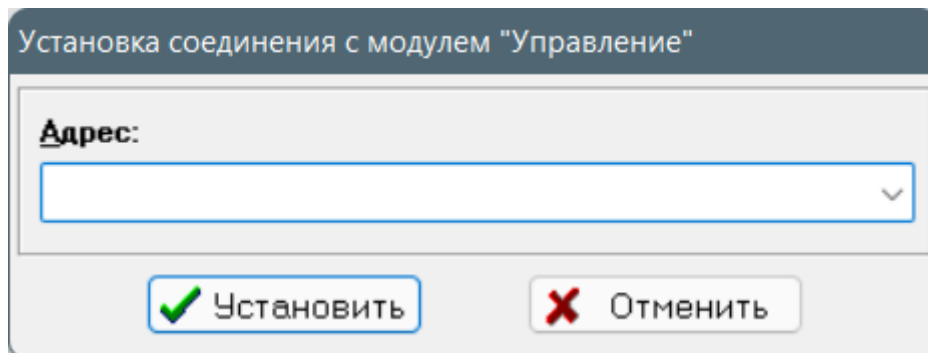 Установка соединения с модулем "Управление"
Адрес:
Установить
Отменить